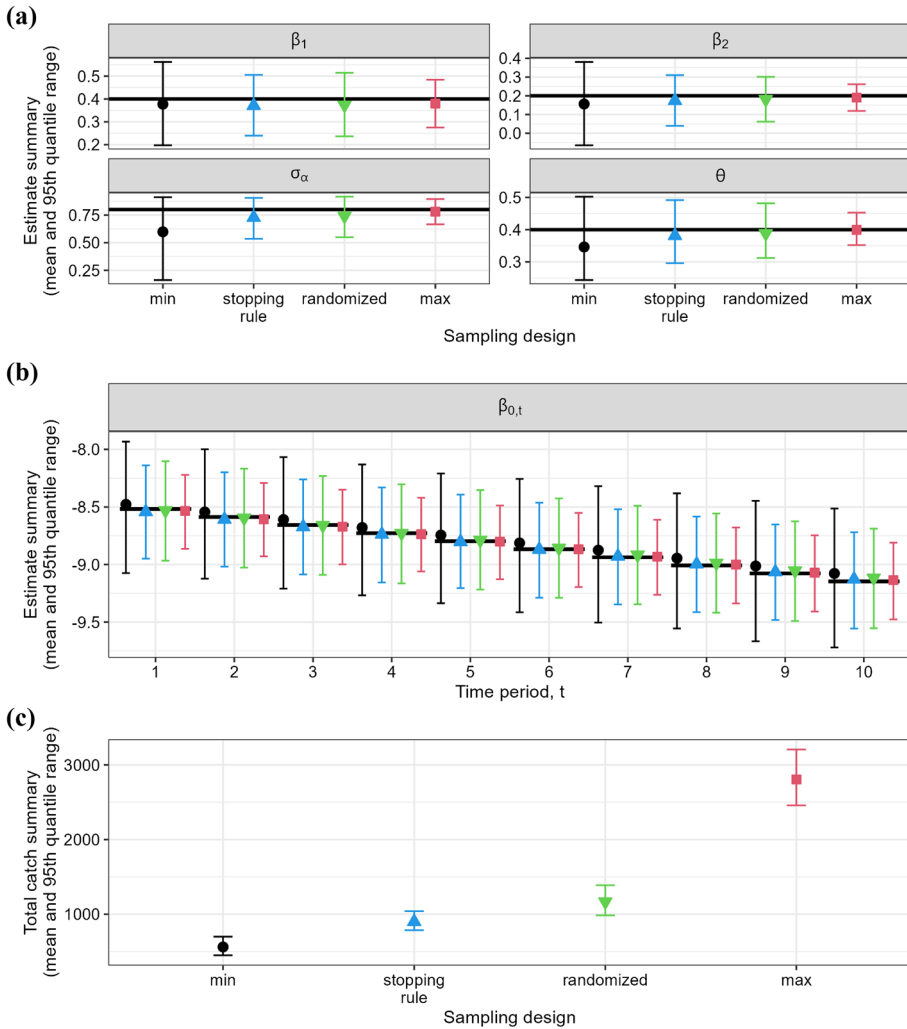 (a)
β₁
β₂
0.5
0.4
0.3
0.2
0.4
0.3
0.2
0.1
0.0
σα
θ
0.75
0.50
0.25
0.5
0.4
0.3
Estimate summary
(mean and 95th quantile range)
min
stopping
rule
randomized
max
min
stopping
rule
randomized
max
Sampling design
(b)
β₀,t
-8.0
-8.5
-9.0
-9.5
Estimate summary
(mean and 95th quantile range)
1 2 3 4 5 6 7 8 9 10
Time period, t
(c)
3000
2000
1000
Total catch summary
(mean and 95th quantile range)
min
stopping
rule
randomized
max
Sampling design